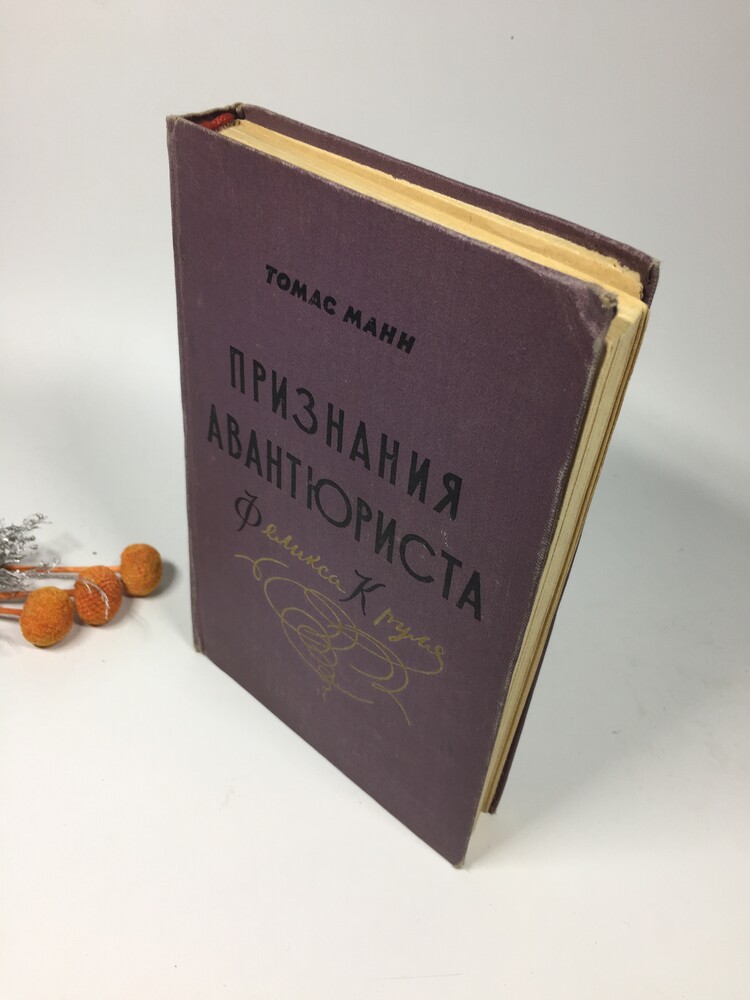 ТОМАС МАНН
ПРИЗНАНИЯ
АВАНТЮРИСТА
Феликса Круля